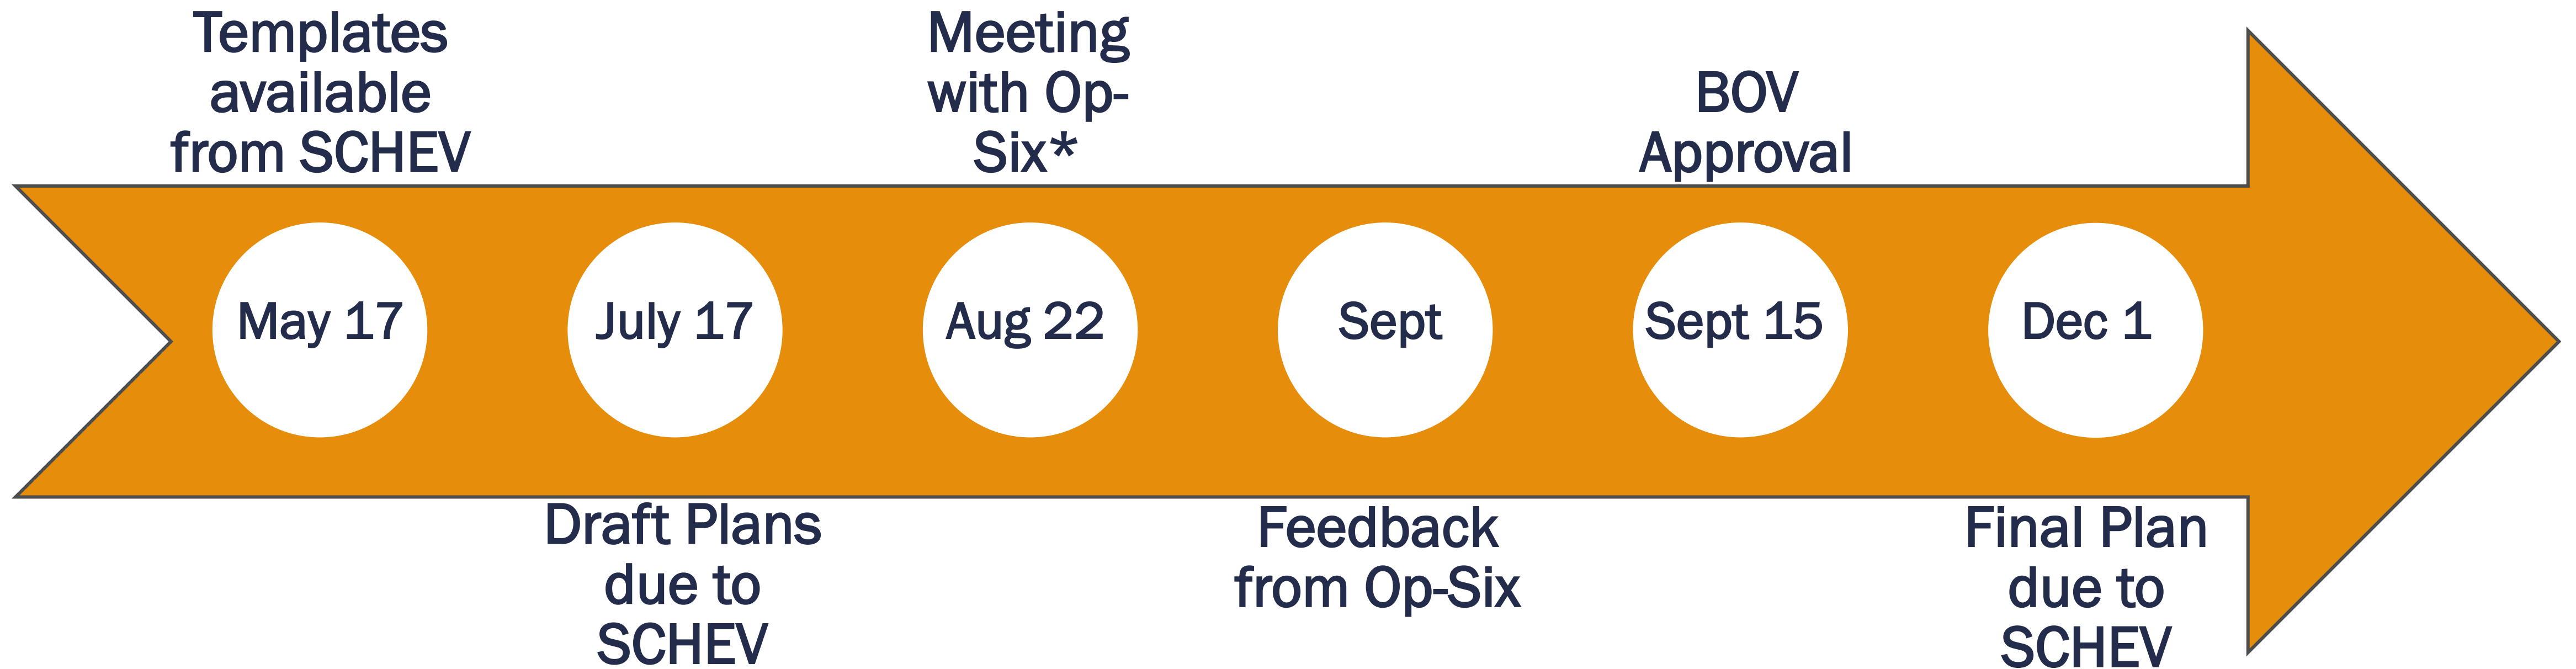 Templates
available
from SCHEV
Meeting
with Op-
Six*
BOV
Approval
May 17
July 17
Aug 22
Sept
Sept 15
Dec 1
Draft Plans
due to
SCHEV
Feedback
from Op-Six
Final Plan
due to
SCHEV